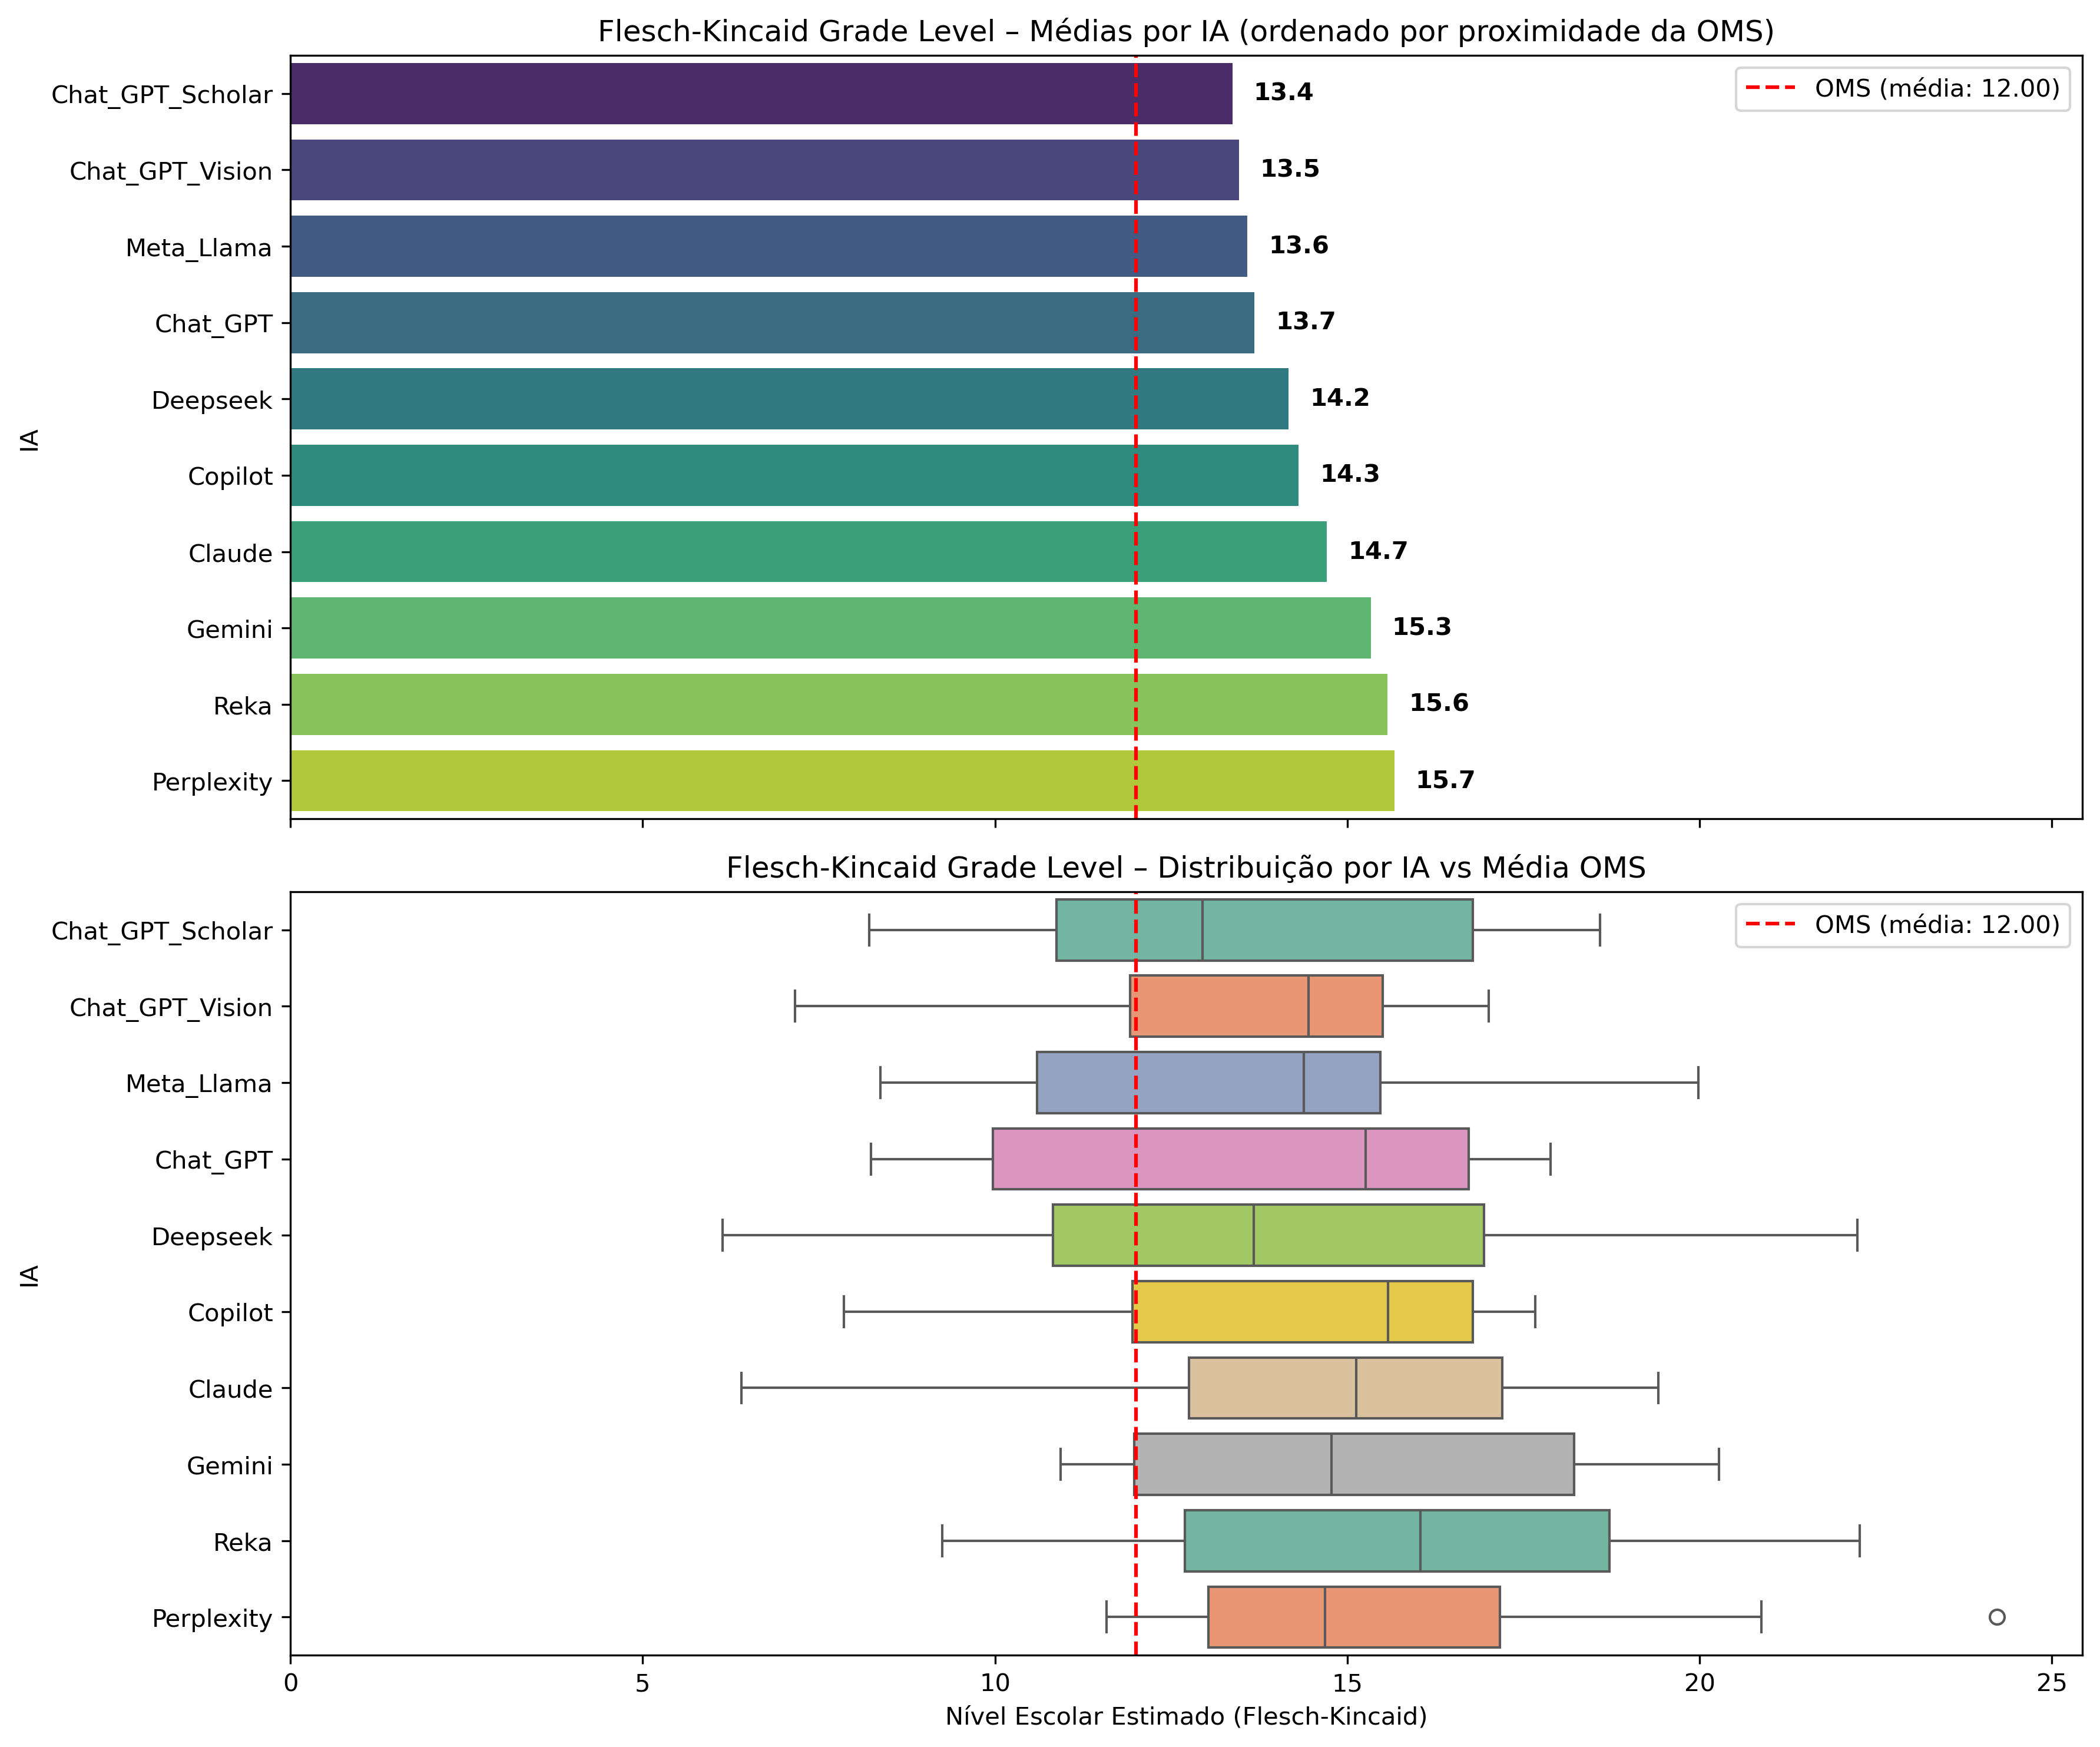 Flesch-Kincaid Grade Level – Médias por IA (ordenado por proximidade da OMS)
OMS (média: 12.00)
IA
Chat_GPT_Scholar 13.4
Chat_GPT_Vision 13.5
Meta_Llama 13.6
Chat_GPT 13.7
Deepseek 14.2
Copilot 14.3
Claude 14.7
Gemini 15.3
Reka 15.6
Perplexity 15.7
Flesch-Kincaid Grade Level – Distribuição por IA vs Média OMS
OMS (média: 12.00)
IA
Chat_GPT_Scholar
Chat_GPT_Vision
Meta_Llama
Chat_GPT
Deepseek
Copilot
Claude
Gemini
Reka
Perplexity
0 5 10 15 20 25
Nível Escolar Estimado (Flesch-Kincaid)